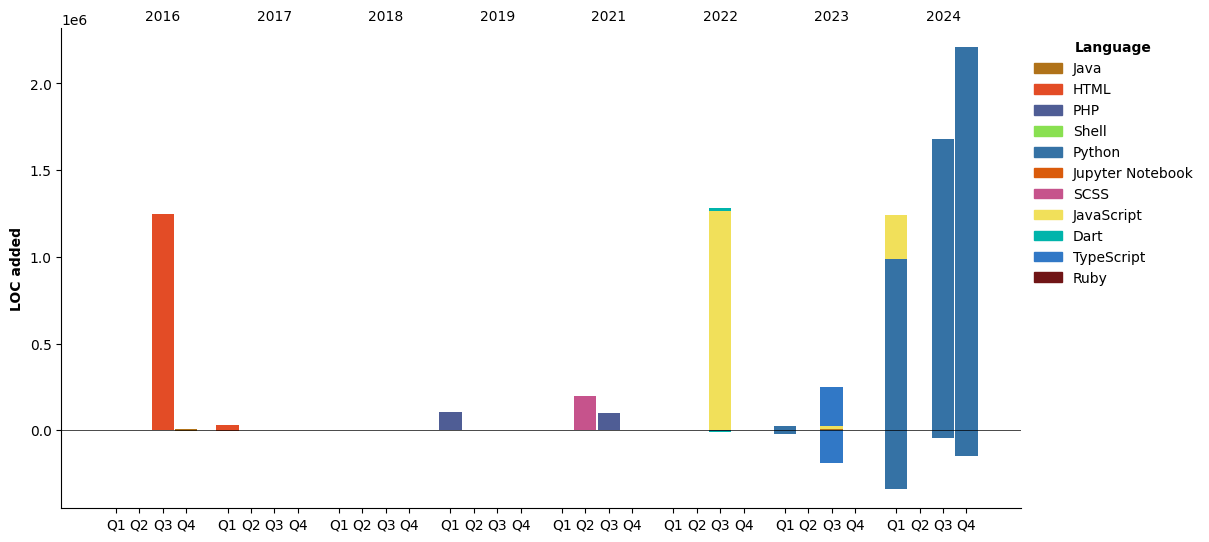 2016 2017 2018 2019 2021 2022 2023 2024
1e6
2.0
1.5
1.0
0.5
0.0
LOC added
Q1 Q2 Q3 Q4 Q1 Q2 Q3 Q4 Q1 Q2 Q3 Q4 Q1 Q2 Q3 Q4 Q1 Q2 Q3 Q4 Q1 Q2 Q3 Q4 Q1 Q2 Q3 Q4 Q1 Q2 Q3 Q4
Language
Java
HTML
PHP
Shell
Python
Jupyter Notebook
SCSS
JavaScript
Dart
TypeScript
Ruby